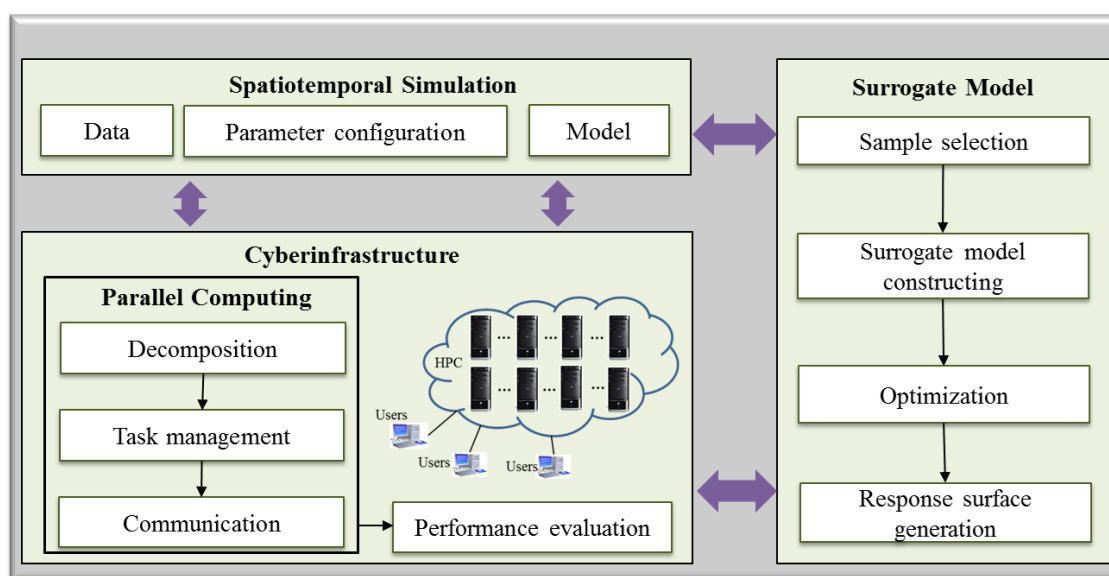 Spatiotemporal Simulation
Data
Parameter configuration
Model
Cyberinfrastructure
Parallel Computing
Decomposition
Task management
Communication
Performance evaluation
... ... ...
HPC
... ... ...
Users
Users
Users
Surrogate Model
Sample selection
Surrogate model
constructing
Optimization
Response surface
generation